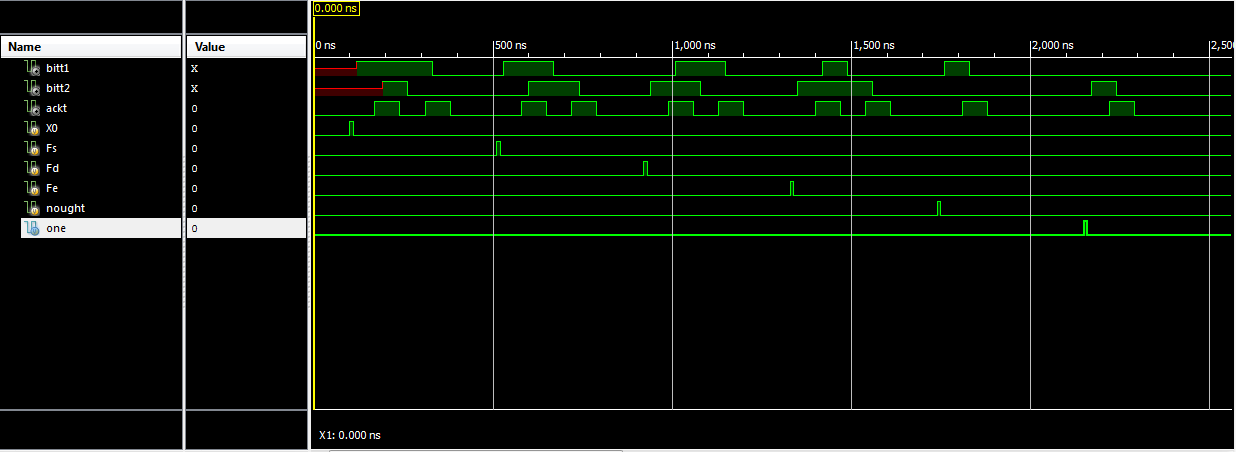 0.000 ns
Name Value
0 ns 500 ns 1,000 ns 1,500 ns 2,000 ns 2,500
bitt1 X
bitt2 X
ackt 0
X0 0
Fs 0
Fd 0
Fe 0
nought 0
one 0
X1: 0.000 ns